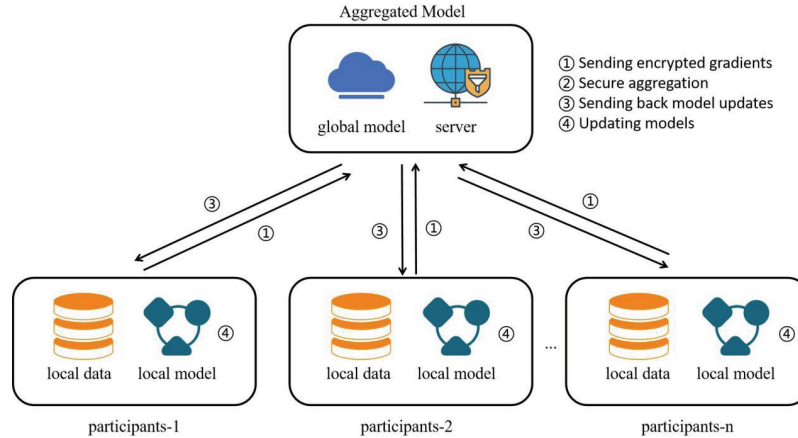 Aggregated Model
global model server
① Sending encrypted gradients
② Secure aggregation
③ Sending back model updates
④ Updating models
③ ① ③ ① ① ③
④ ④ ④
local data local model local data local model ... local data local model
participants-1 participants-2 participants-n